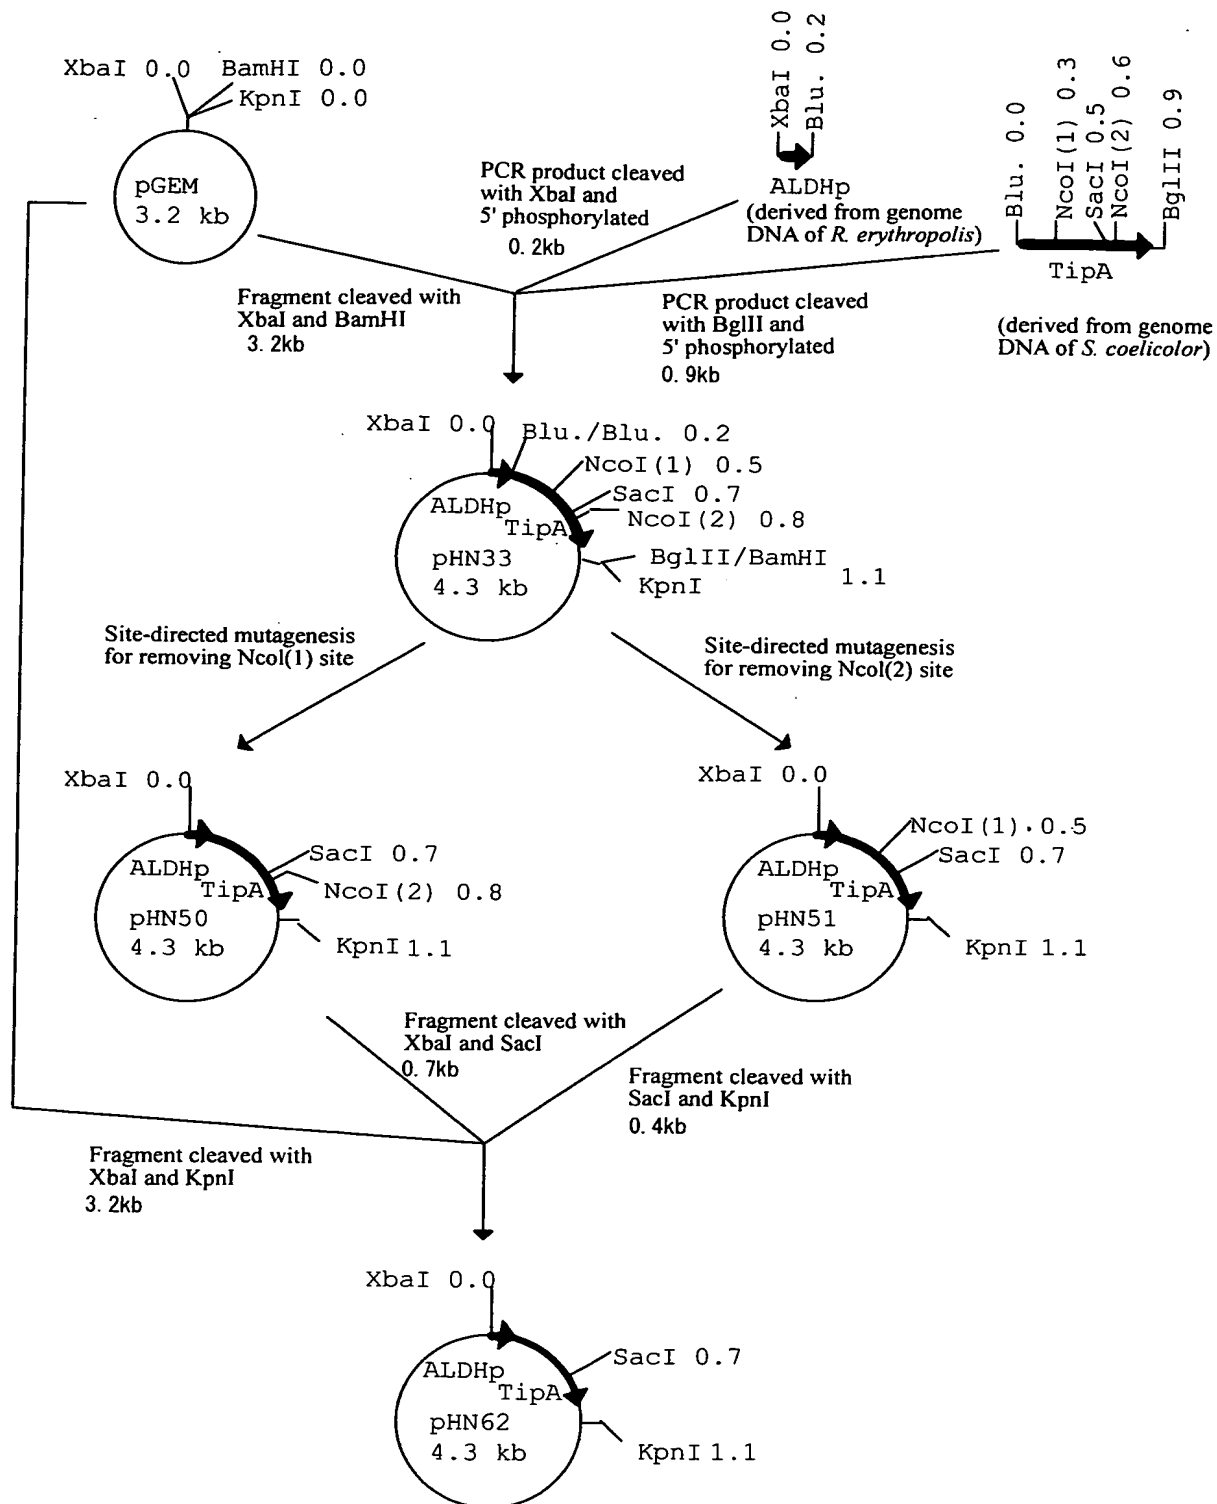 XbaI 0.0
BamHI 0.0
KpnI 0.0
pGEM
3.2 kb
XbaI 0.0
Blu. 0.2
ALDHp
(derived from genome
DNA of R. erythropolis)
Blu. 0.0
NcoI(1) 0.3
SacI 0.5
NcoI(2) 0.6
BglII 0.9
TipA
(derived from genome
DNA of S. coelicolor)
PCR product cleaved
with XbaI and
5' phosphorylated
0.2kb
Fragment cleaved with
XbaI and BamHI
3.2kb
PCR product cleaved
with BglII and
5' phosphorylated
0.9kb
XbaI 0.0
Blu./Blu. 0.2
NcoI(1) 0.5
SacI 0.7
NcoI(2) 0.8
BglII/BamHI
KpnI
1.1
ALDHp
TipA
pHN33
4.3 kb
Site-directed mutagenesis
for removing NcoI(1) site
Site-directed mutagenesis
for removing NcoI(2) site
XbaI 0.0
SacI 0.7
NcoI(2) 0.8
KpnI 1.1
ALDHp
TipA
pHN50
4.3 kb
XbaI 0.0
NcoI(1) 0.5
SacI 0.7
KpnI 1.1
ALDHp
TipA
pHN51
4.3 kb
Fragment cleaved with
XbaI and SacI
0.7kb
Fragment cleaved with
SacI and KpnI
0.4kb
Fragment cleaved with
XbaI and KpnI
3.2kb
XbaI 0.0
SacI 0.7
KpnI 1.1
ALDHp
TipA
pHN62
4.3 kb